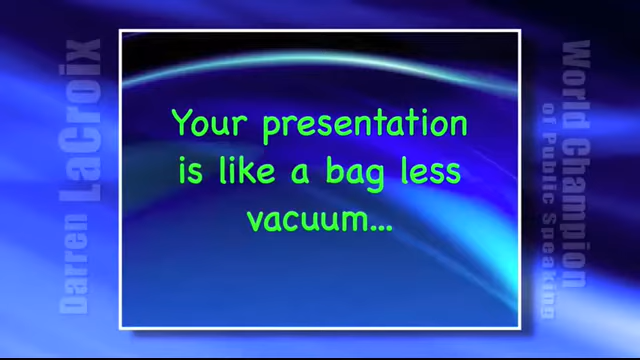 Darren LaCroix
Your presentation
is like a bag less
vacuum...
World Champion
of Public Speaking